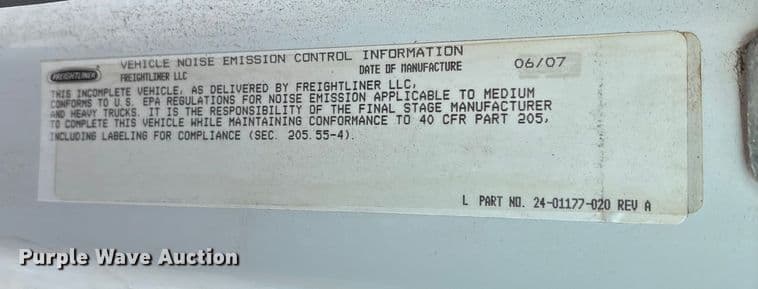 FREIGHTLINER
VEHICLE NOISE EMISSION CONTROL INFORMATION
FREIGHTLINER LLC DATE OF MANUFACTURE 06/07
THIS INCOMPLETE VEHICLE, AS DELIVERED BY FREIGHTLINER LLC,
CONFORMS TO U.S. EPA REGULATIONS FOR NOISE EMISSION APPLICABLE TO MEDIUM
AND HEAVY TRUCKS. IT IS THE RESPONSIBILITY OF THE FINAL STAGE MANUFACTURER
TO COMPLETE THIS VEHICLE WHILE MAINTAINING CONFORMANCE TO 40 CFR PART 205,
INCLUDING LABELING FOR COMPLIANCE (SEC. 205.55-4).
L PART NO. 24-01177-020 REV A
Purple Wave Auction